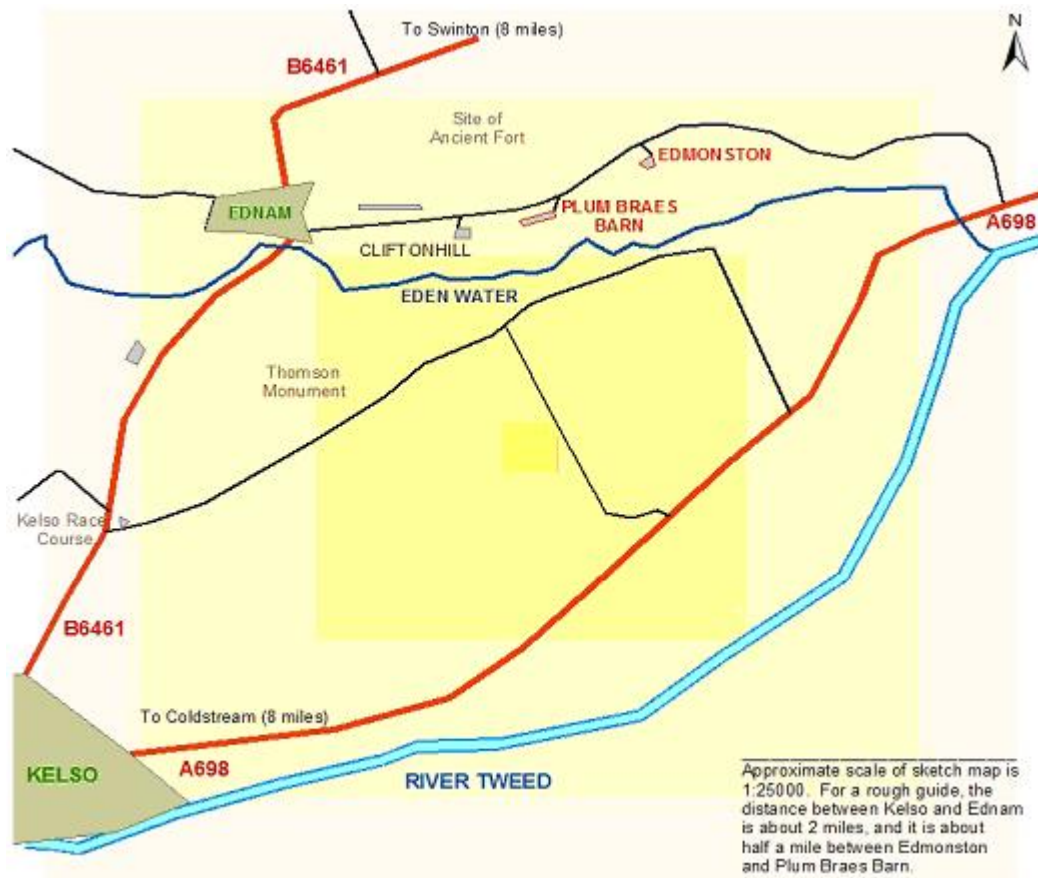 To Swinton (8 miles)
N
B6461
Site of
Ancient Fort
EDMONSTON
EDNAM
PLUM BRAES
BARN
A698
CLIFTONHILL
EDEN WATER
Thomson
Monument
Kelso Race
Course
B6461
To Coldstream (8 miles)
KELSO
A698
RIVER TWEED
Approximate scale of sketch map is
1:25000. For a rough guide, the
distance between Kelso and Ednam
is about 2 miles, and it is about
half a mile between Edmonston
and Plum Braes Barn.